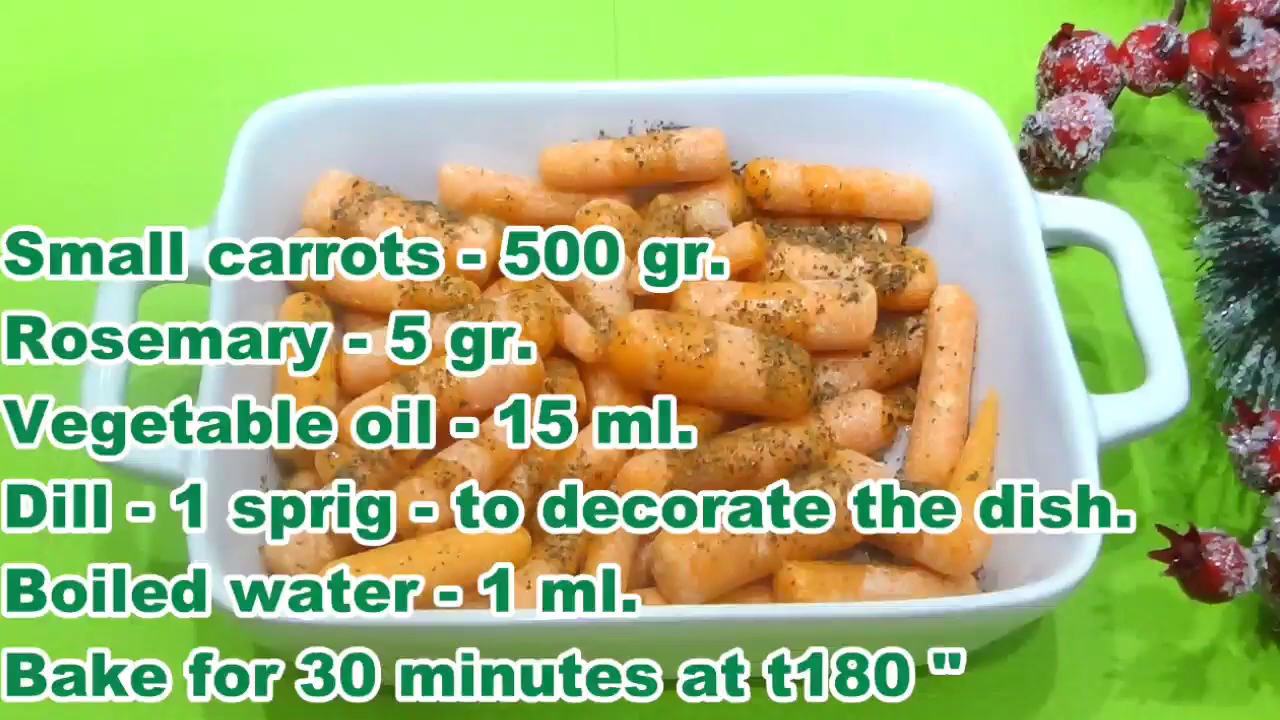 Small carrots - 500 gr.
Rosemary - 5 gr.
Vegetable oil - 15 ml.
Dill - 1 sprig - to decorate the dish.
Boiled water - 1 ml.
Bake for 30 minutes at t180 "